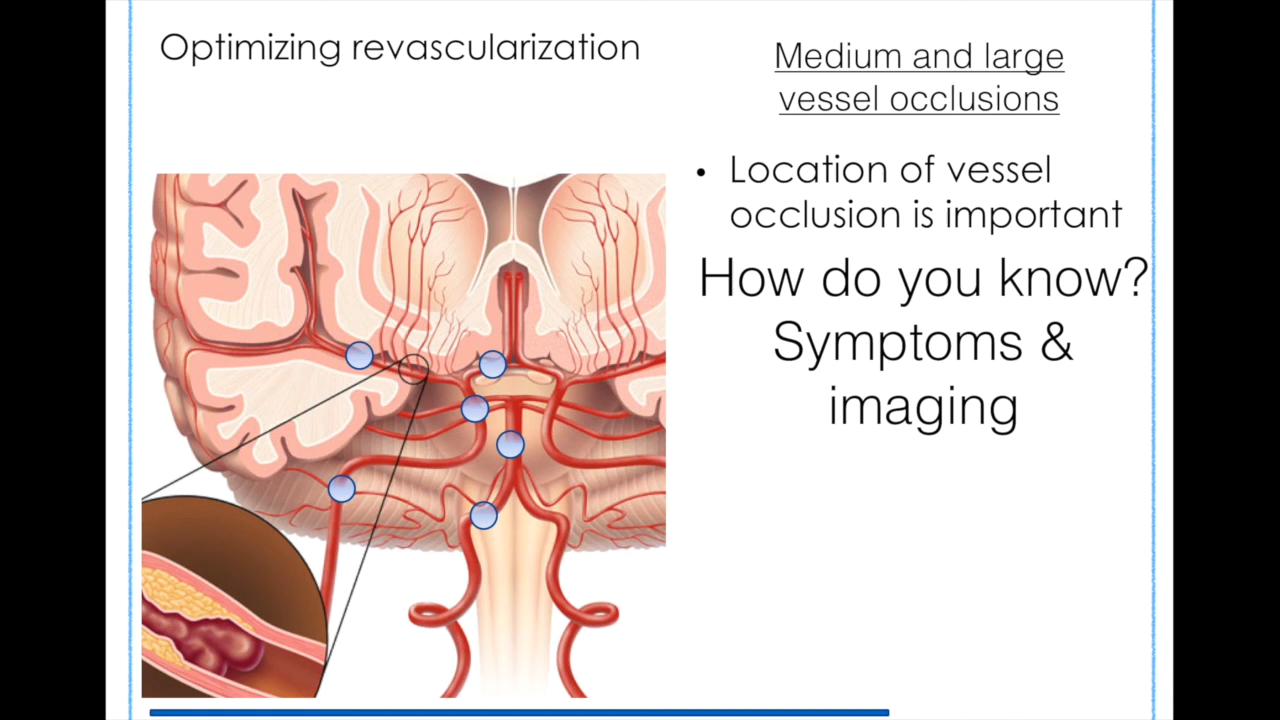 Optimizing revascularization
Medium and large
vessel occlusions
• Location of vessel
occlusion is important
How do you know?
Symptoms &
imaging